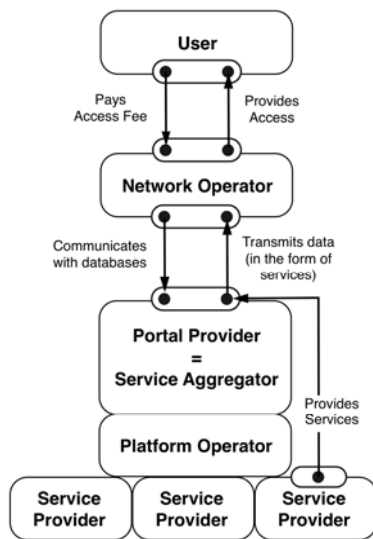 User
Pays
Access Fee
Provides
Access
Network Operator
Communicates
with databases
Transmits data
(in the form of
services)
Portal Provider
=
Service Aggregator
Provides
Services
Platform Operator
Service
Provider
Service
Provider
Service
Provider